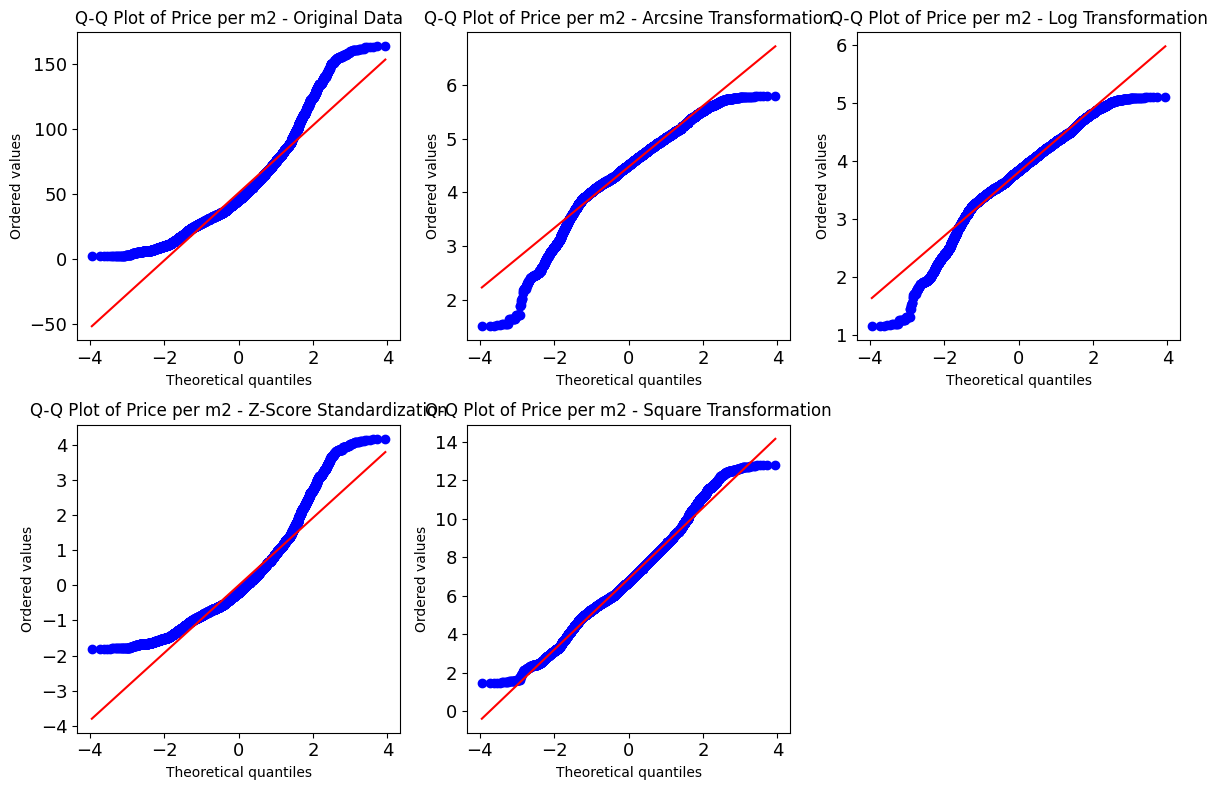 Q-Q Plot of Price per m2 - Original Data
150
100
50
0
−50
−4 −2 0 2 4
Ordered values
Theoretical quantiles
Q-Q Plot of Price per m2 - Arcsine Transformation
6
5
4
3
2
−4 −2 0 2 4
Ordered values
Theoretical quantiles
Q-Q Plot of Price per m2 - Log Transformation
6
5
4
3
2
1
−4 −2 0 2 4
Ordered values
Theoretical quantiles
Q-Q Plot of Price per m2 - Z-Score Standardization
4
3
2
1
0
−1
−2
−3
−4
−4 −2 0 2 4
Ordered values
Theoretical quantiles
Q-Q Plot of Price per m2 - Square Transformation
14
12
10
8
6
4
2
0
−4 −2 0 2 4
Ordered values
Theoretical quantiles